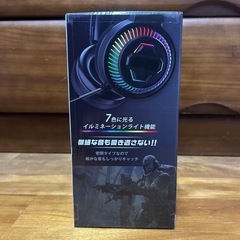 7色に光る
イルミネーションライト機能
微細な音も聞き逃さない!!
密閉タイプなので
細かな音もしっかりキャッチ